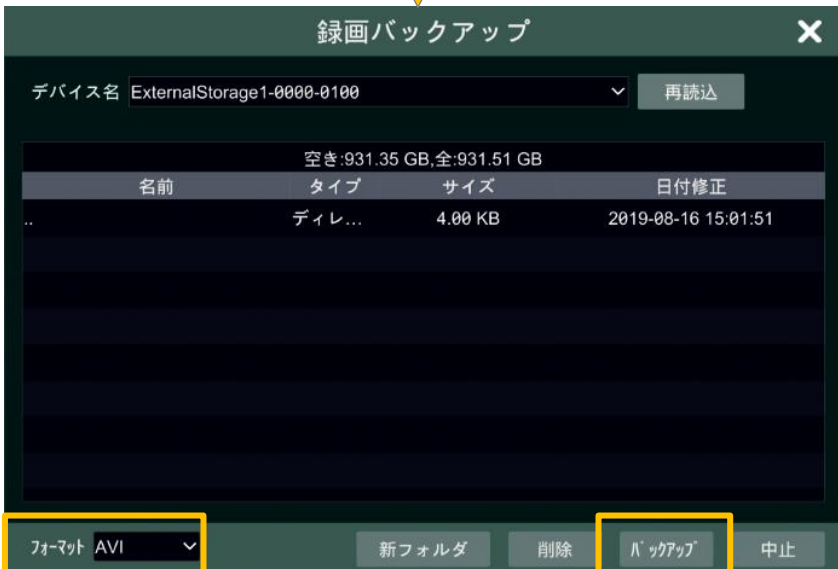 録画バックアップ
デバイス名 ExternalStorage1-0000-0100 再読込
空き:931.35 GB,全:931.51 GB
名前 タイプ サイズ 日付修正
.. ディレ... 4.00 KB 2019-08-16 15:01:51
ﾌｫｰﾏｯﾄ AVI 新フォルダ 削除 ﾊﾞｯｸｱｯﾌﾟ 中止